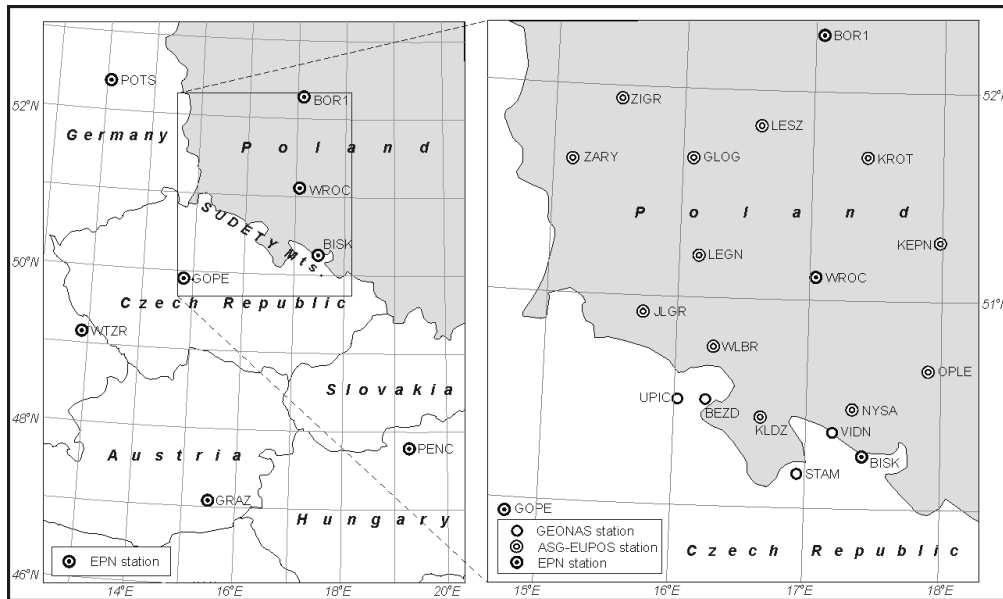 POTS
52°N
BOR1
Germany
Poland
WROC
SUDETY Mts.
BISK
50°N
GOPE
Czech Republic
WTZR
Slovakia
48°N
PENC
Austria
GRAZ
Hungary
EPN station
46°N
14°E
16°E
18°E
20°E
BOR1
52°N
ZIGR
LESZ
ZARY
GLOG
KROT
Poland
KEPN
LEGN
WROC
51°N
JLGR
WLBR
OPLE
UPIC
BEZD
NYSA
KLDZ
VIDN
BISK
STAM
GOPE
GEONAS station
ASG-EUPOS station
EPN station
Czech Republic
15°E
16°E
17°E
18°E